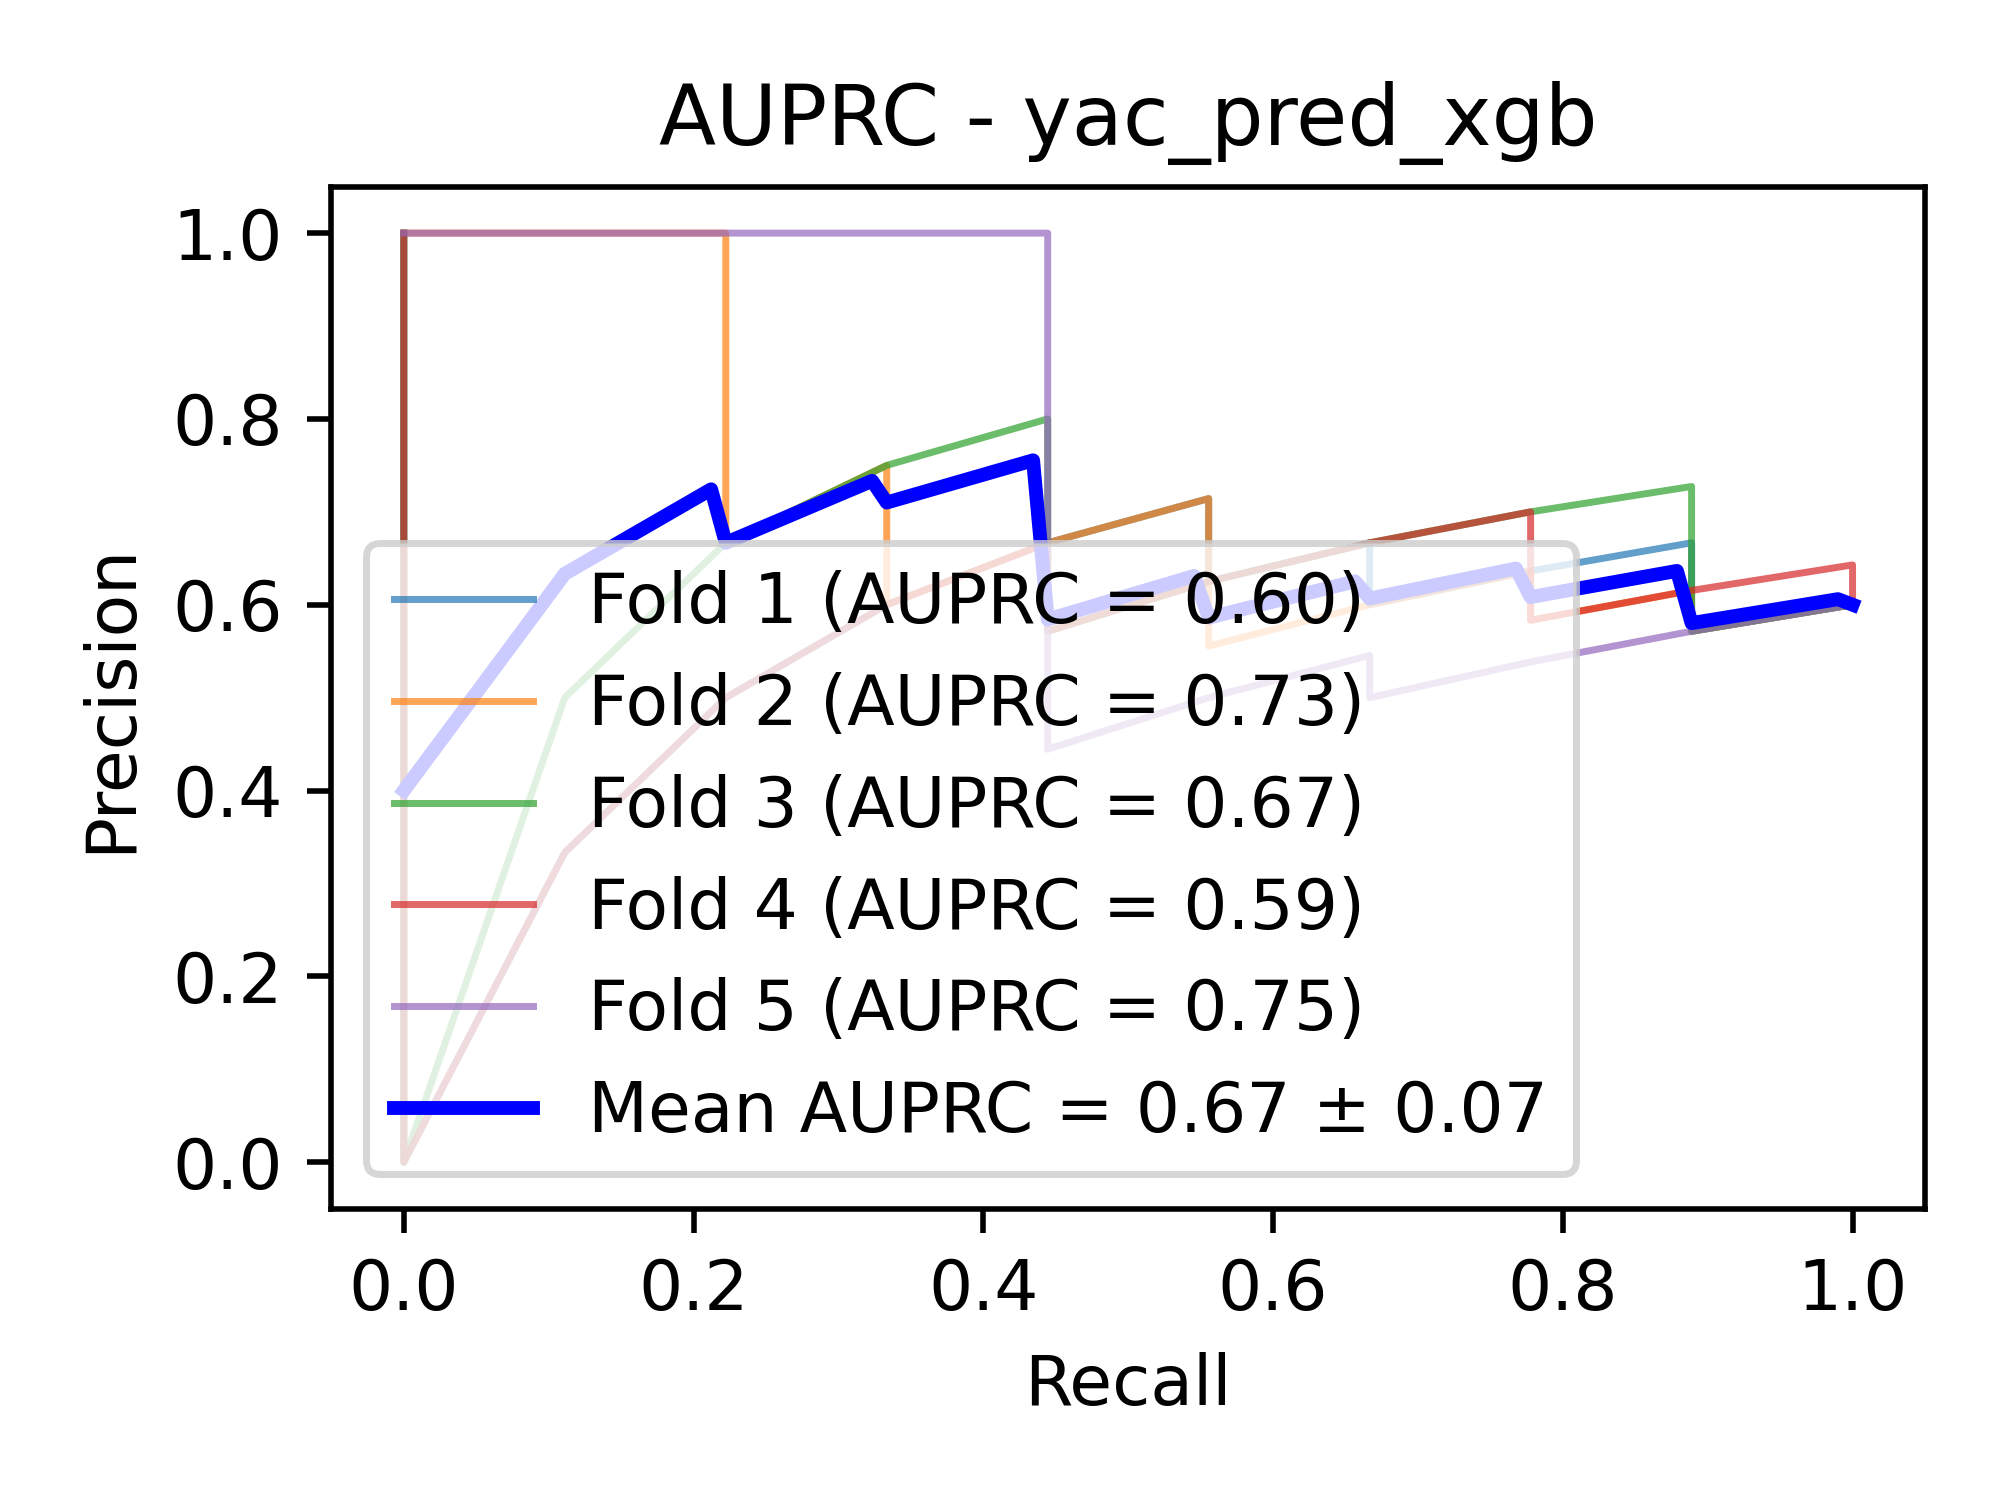 AUPRC - yac_pred_xgb
1.0
0.8
0.6
0.4
0.2
0.0
Precision
Fold 1 (AUPRC = 0.60)
Fold 2 (AUPRC = 0.73)
Fold 3 (AUPRC = 0.67)
Fold 4 (AUPRC = 0.59)
Fold 5 (AUPRC = 0.75)
Mean AUPRC = 0.67 ± 0.07
0.0 0.2 0.4 0.6 0.8 1.0
Recall